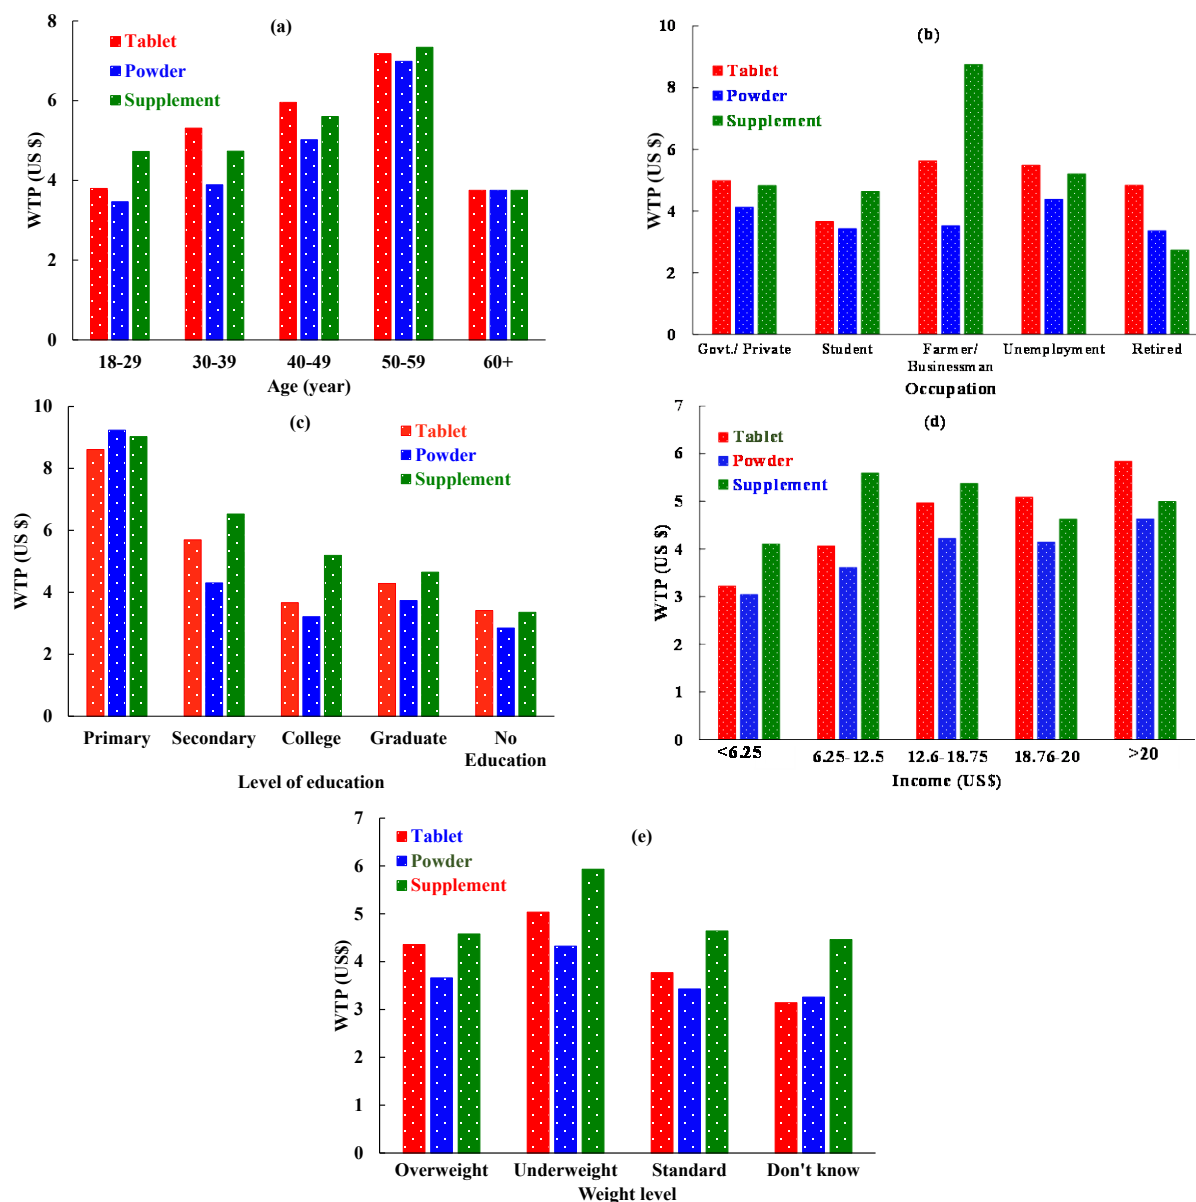 (a)
Tablet
Powder
Supplement
WTP (US $)
8
6
4
2
0
18-29 30-39 40-49 50-59 60+
Age (year)
(b)
Tablet
Powder
Supplement
WTP (US $)
10
8
6
4
2
0
Govt./ Private Student Farmer/ Businessman Unemployment Retired
Occupation
(c)
Tablet
Powder
Supplement
WTP (US $)
10
8
6
4
2
0
Primary Secondary College Graduate No Education
Level of education
(d)
Tablet
Powder
Supplement
WTP (US $)
7
6
5
4
3
2
1
0
<6.25 6.25-12.5 12.6-18.75 18.76-20 >20
Income (US$)
(e)
Tablet
Powder
Supplement
WTP (US$)
7
6
5
4
3
2
1
0
Overweight Underweight Standard Don't know
Weight level